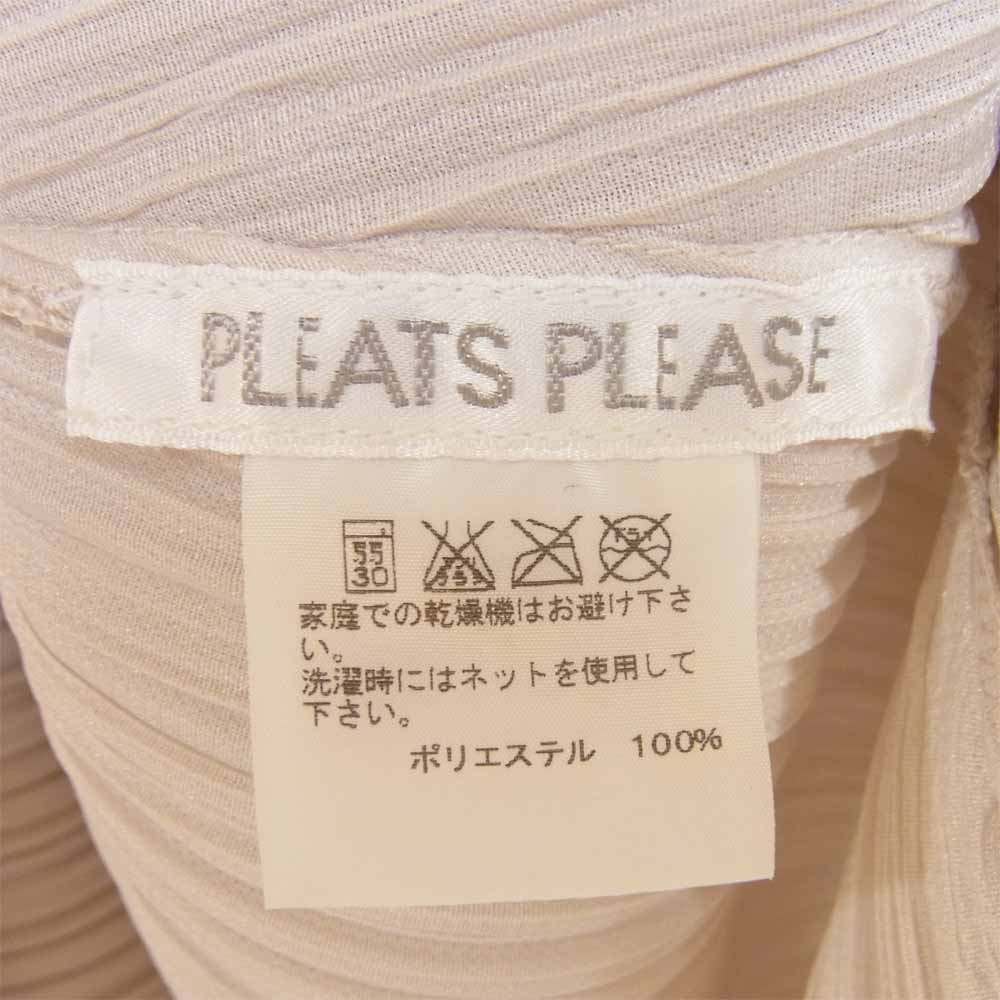 PLEATS PLEASE
家庭での乾燥機はお避け下さ
い。
洗濯時にはネットを使用して
下さい。
ポリエステル 100%